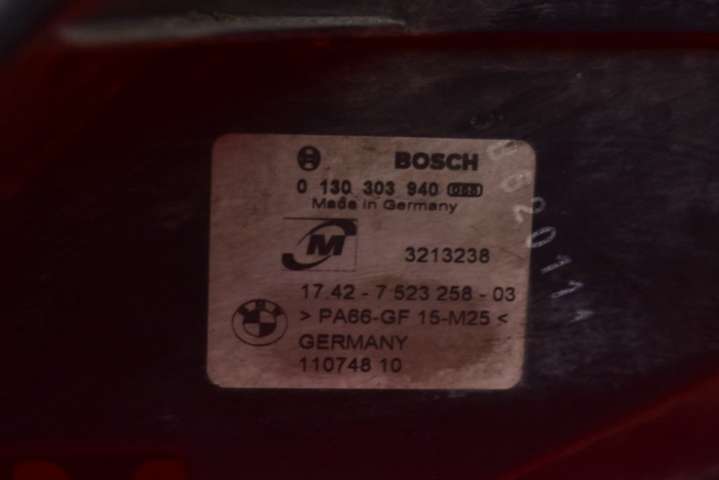 BOSCH
0 130 303 940
Made in Germany
M
3213238
17.42 - 7 523 258 - 03
> PA66-GF 15-M25 <
GERMANY
110748 10